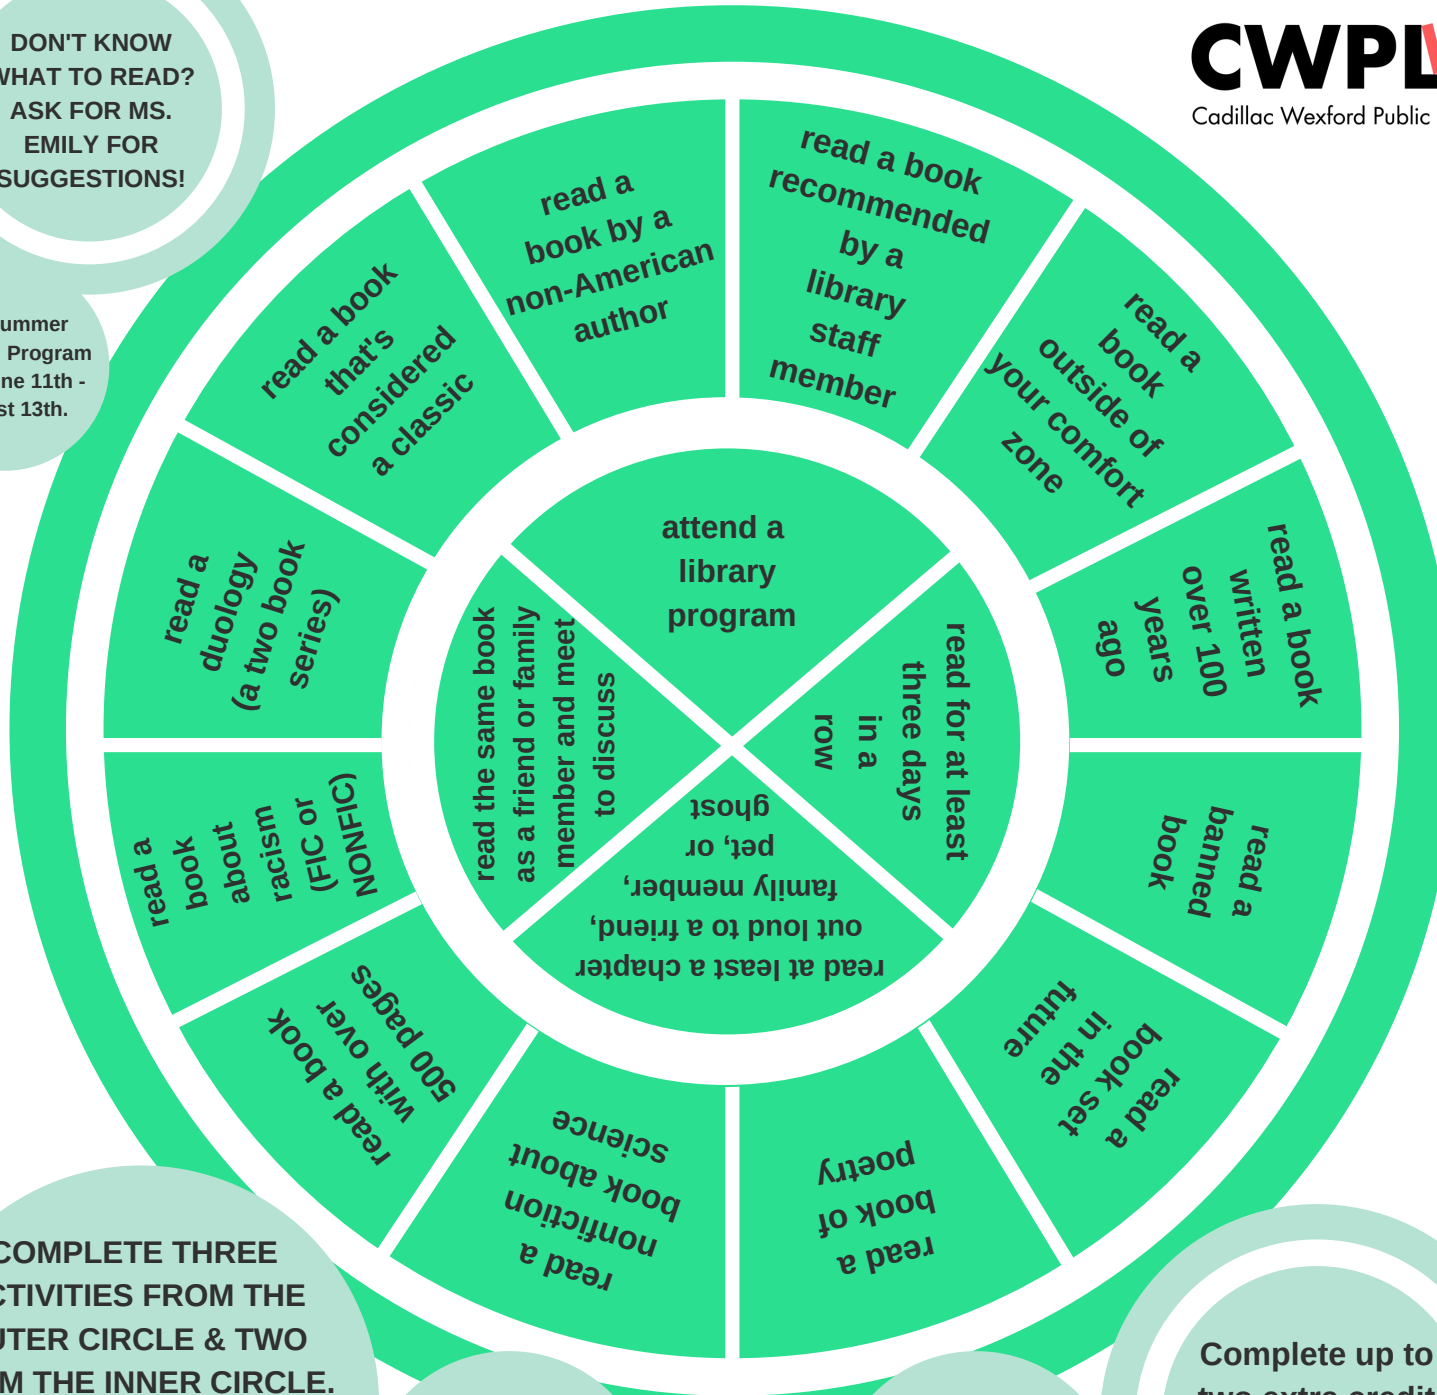 DON'T KNOW
WHAT TO READ?
ASK FOR MS.
EMILY FOR
SUGGESTIONS!
CWPL
Cadillac Wexford Public
ummer
Program
ne 11th -
st 13th.
read a
book by a
non-American
author
read a book
recommended
by a
library
staff
member
read a
book
outside of
your comfort
zone
read a book
written
over 100
years
ago
read a
banned
book
read a
book set
in the
future
read a
book of
poetry
read a
nonfiction
book about
science
read a book
with over
500 pages
read a
book
about
racism
(FIC or
NONFIC)
read a
duology
(a two book
series)
read a book
that's
considered
a classic
attend a
library
program
read for at least
three days
in a
row
read at least a chapter
out loud to a friend,
family member,
pet, or
ghost
read the same book
as a friend or family
member and meet
to discuss
COMPLETE THREE
CTIVITIES FROM THE
UTER CIRCLE & TWO
M THE INNER CIRCLE.
Complete up to
two extra credit